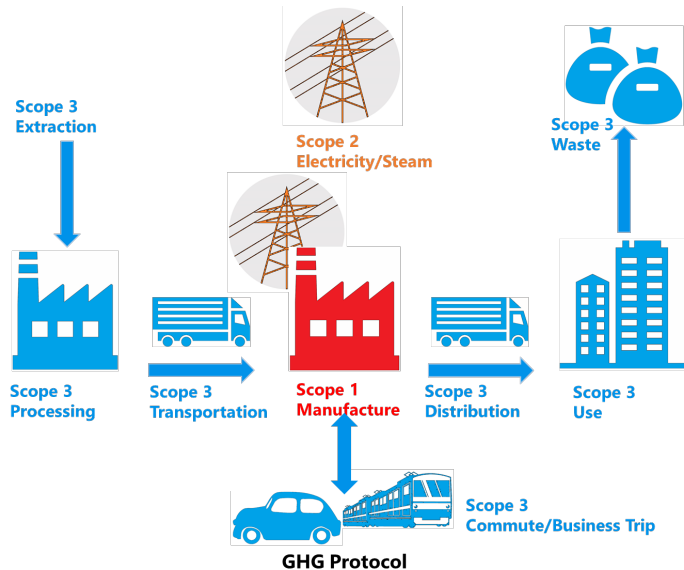 Scope 3
Extraction
Scope 2
Electricity/Steam
Scope 3
Waste
Scope 3
Processing
Scope 3
Transportation
Scope 1
Manufacture
Scope 3
Distribution
Scope 3
Use
Scope 3
Commute/Business Trip
GHG Protocol